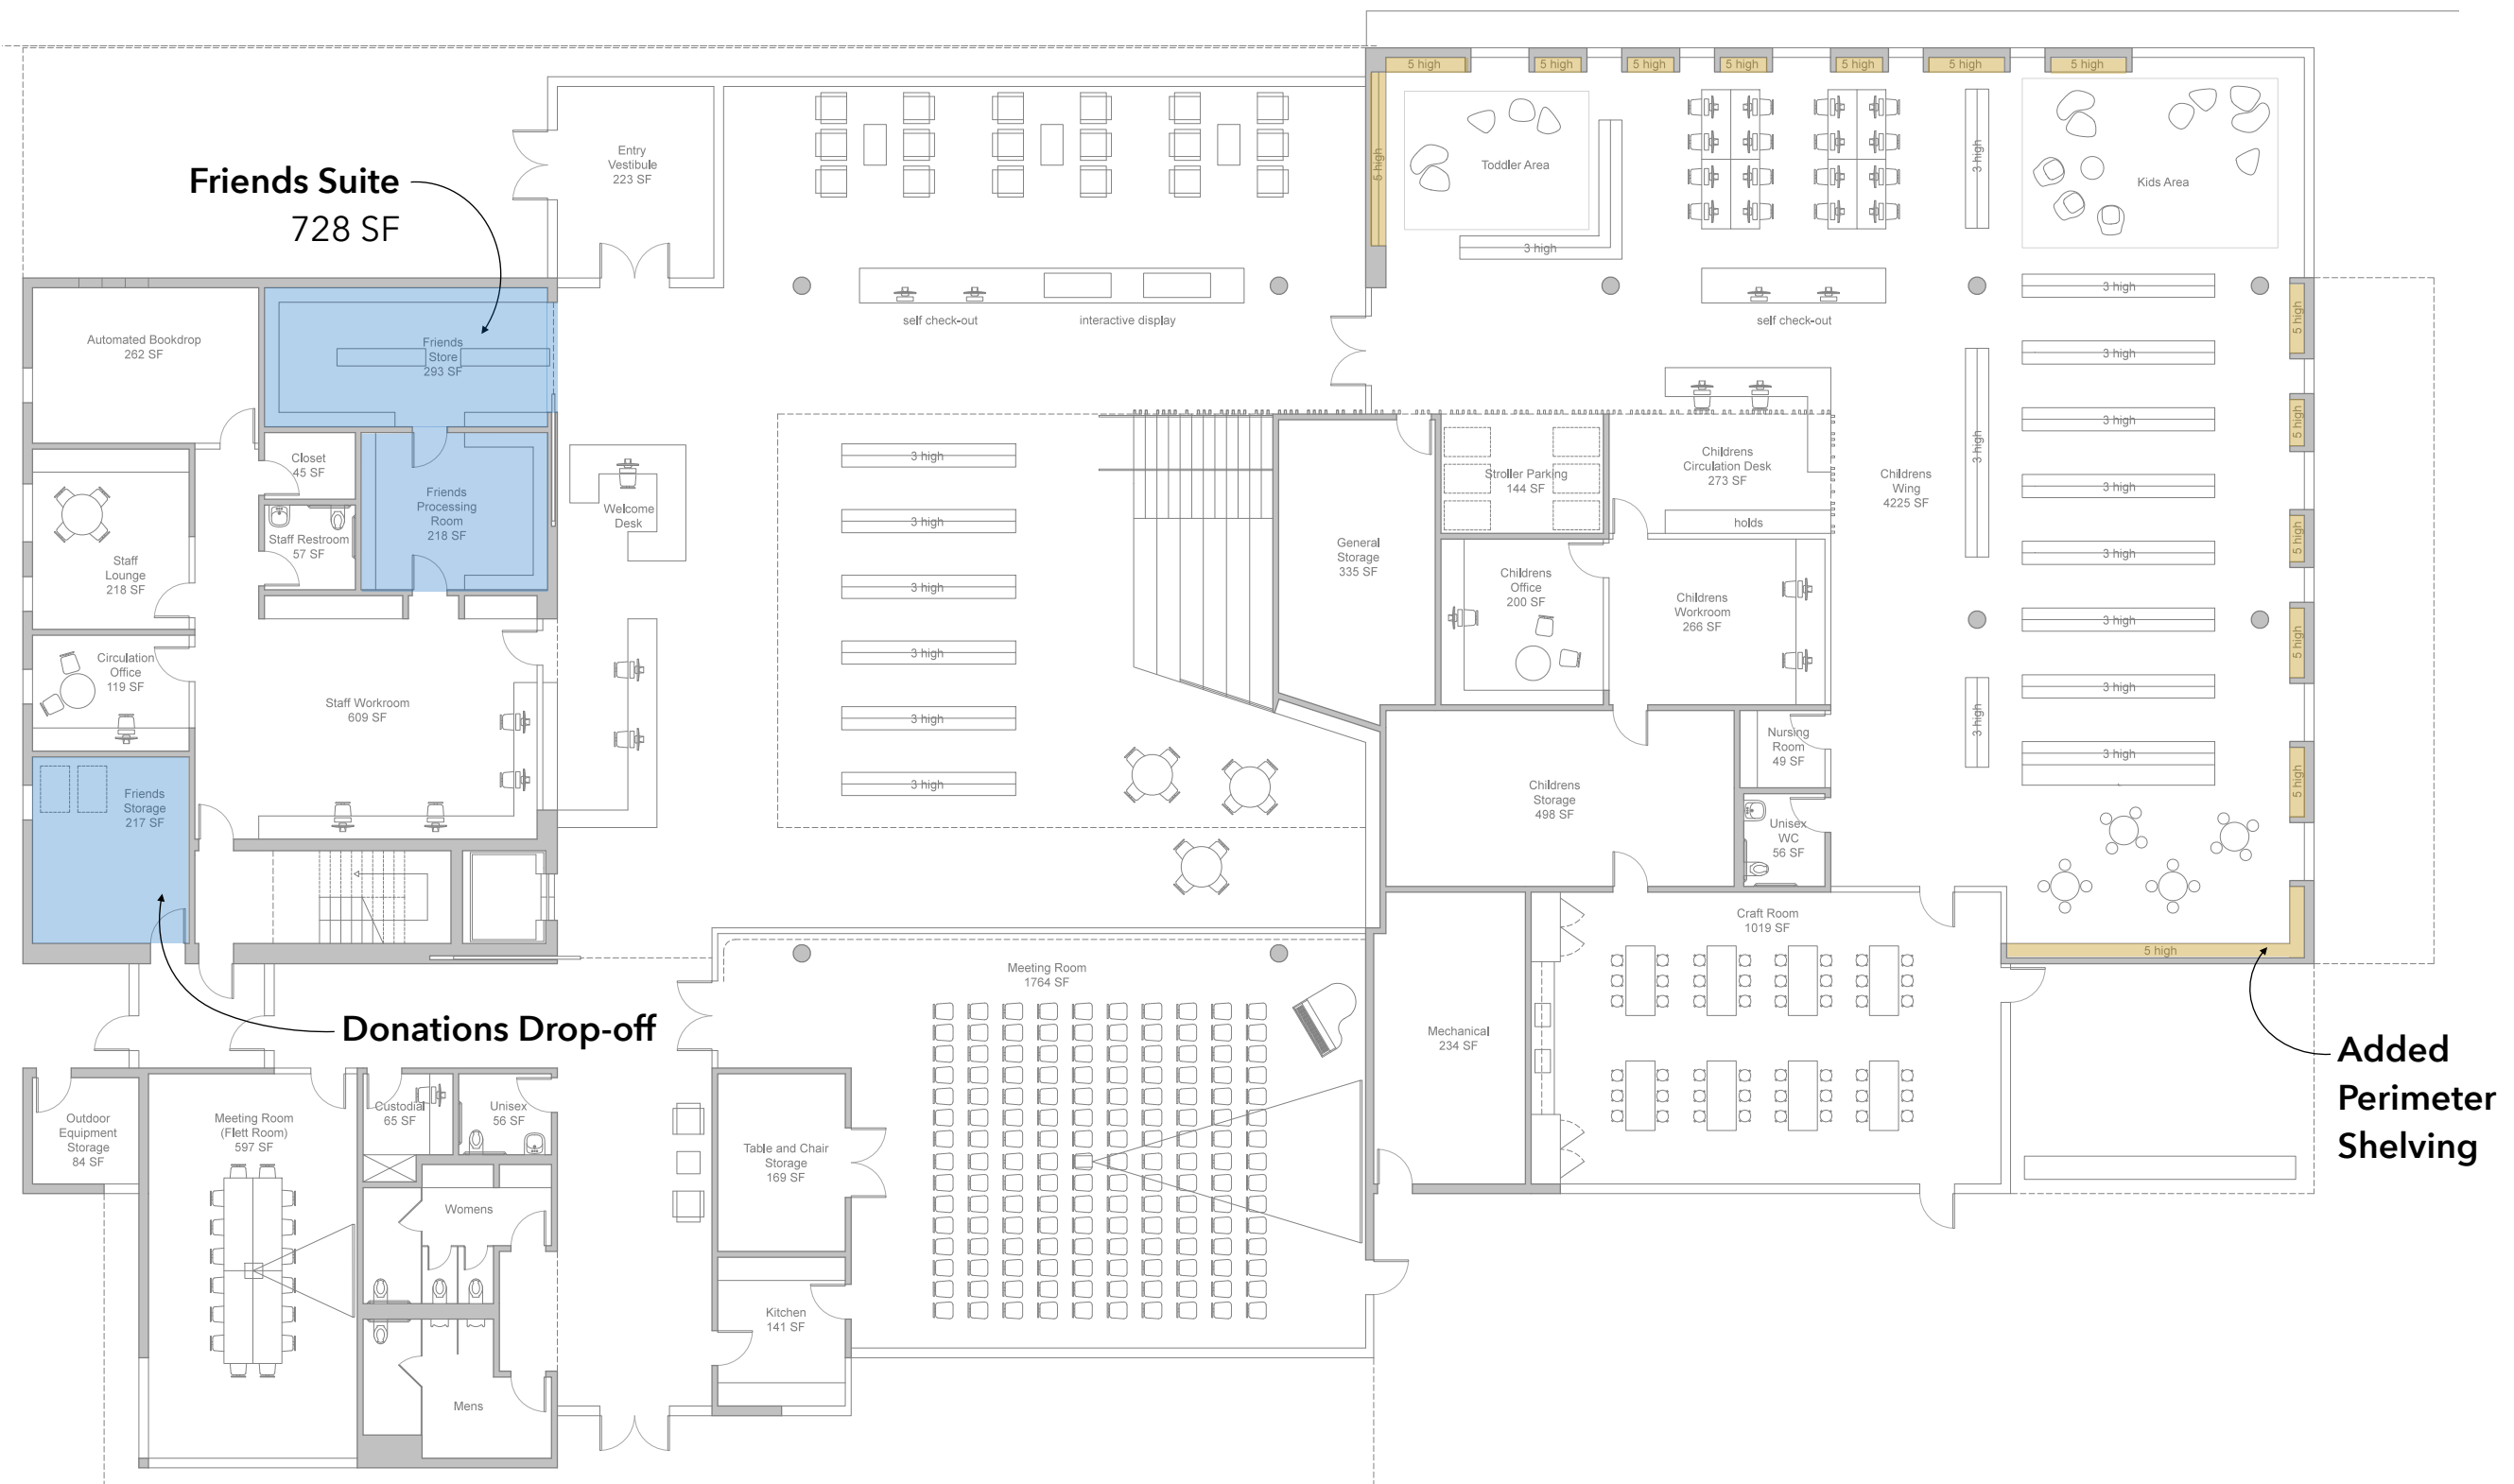 5 high
5 high
5 high
5 high
5 high
5 high
5 high
Entry
Vestibule
223 SF
Friends Suite
728 SF
5 high
Toddler Area
3 high
3 high
Kids Area
Automated Bookdrop
262 SF
Friends
Store
293 SF
self check-out
interactive display
self check-out
3 high
3 high
3 high
3 high
3 high
3 high
3 high
3 high
5 high
5 high
5 high
5 high
5 high
3 high
3 high
Closet
45 SF
Friends
Processing
Room
218 SF
Staff Restroom
57 SF
Staff
Lounge
218 SF
Welcome
Desk
3 high
3 high
3 high
3 high
3 high
3 high
General
Storage
335 SF
Stroller Parking
144 SF
Childrens
Circulation Desk
273 SF
holds
Childrens
Wing
4225 SF
Childrens
Office
200 SF
Childrens
Workroom
266 SF
Circulation
Office
119 SF
Staff Workroom
609 SF
Nursing
Room
49 SF
Friends
Storage
217 SF
Childrens
Storage
498 SF
Unisex
WC
56 SF
Craft Room
1019 SF
5 high
Meeting Room
1764 SF
Donations Drop-off
Mechanical
234 SF
Added
Perimeter
Shelving
Outdoor
Equipment
Storage
84 SF
Meeting Room
(Flett Room)
597 SF
Custodial
65 SF
Unisex
56 SF
Table and Chair
Storage
169 SF
Womens
Kitchen
141 SF
Mens